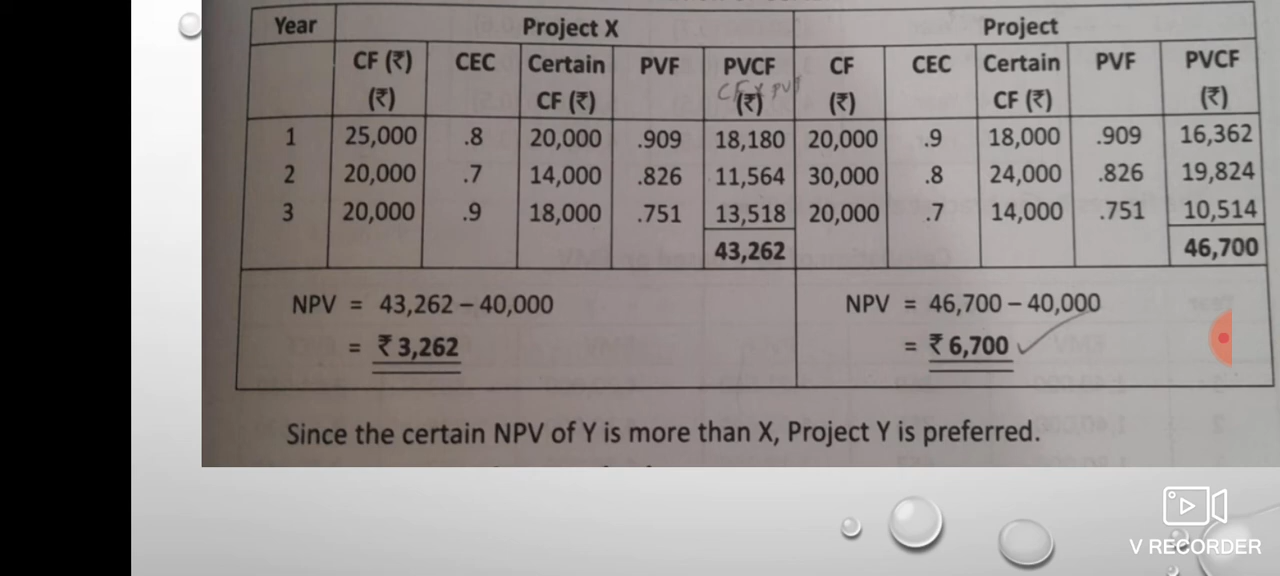 Year Project X Project
CF (₹) CEC Certain PVF PVCF CF CEC Certain PVF PVCF
CF X PVF
(₹) CF (₹) (₹) (₹) CF (₹) (₹)
1 25,000 .8 20,000 .909 18,180 20,000 .9 18,000 .909 16,362
2 20,000 .7 14,000 .826 11,564 30,000 .8 24,000 .826 19,824
3 20,000 .9 18,000 .751 13,518 20,000 .7 14,000 .751 10,514
43,262 46,700
NPV = 43,262 – 40,000 NPV = 46,700 – 40,000
= ₹ 3,262 = ₹ 6,700
Since the certain NPV of Y is more than X, Project Y is preferred.
V RECORDER